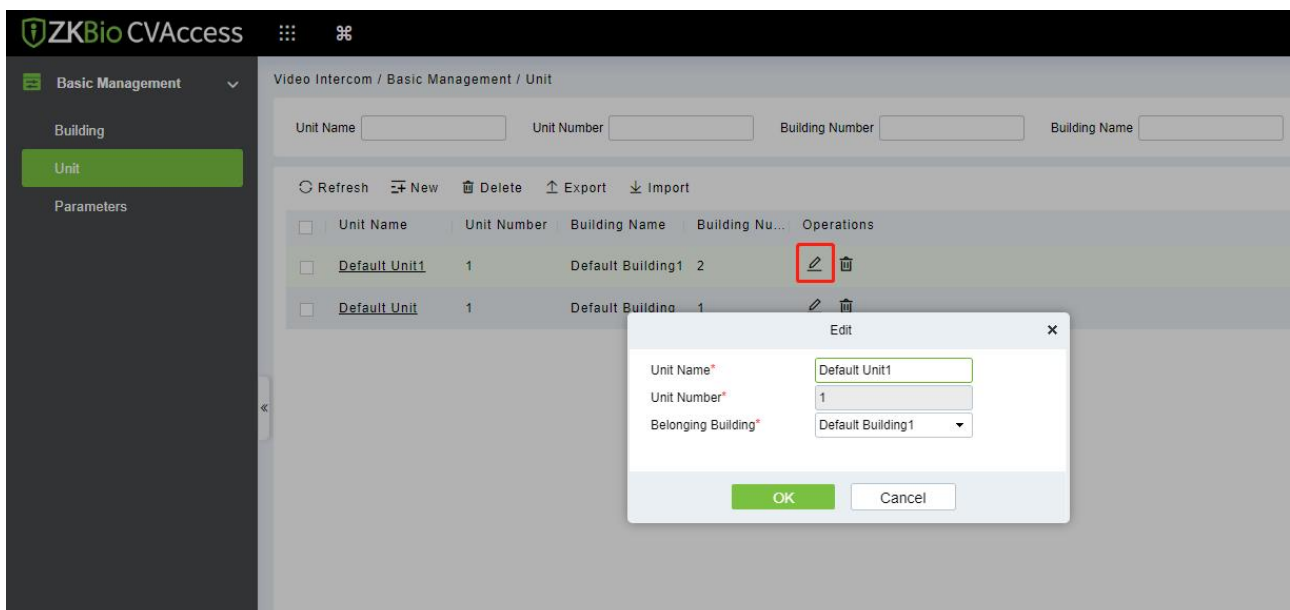 ZKBio CVAccess
Basic Management
Building
Unit
Parameters
Video Intercom / Basic Management / Unit
Unit Name Unit Number Building Number Building Name
Refresh New Delete Export Import
Unit Name Unit Number Building Name Building Nu... Operations
Default Unit1 1 Default Building1 2
Default Unit 1 Default Building 1
Edit
Unit Name* Default Unit1
Unit Number* 1
Belonging Building* Default Building1
OK Cancel